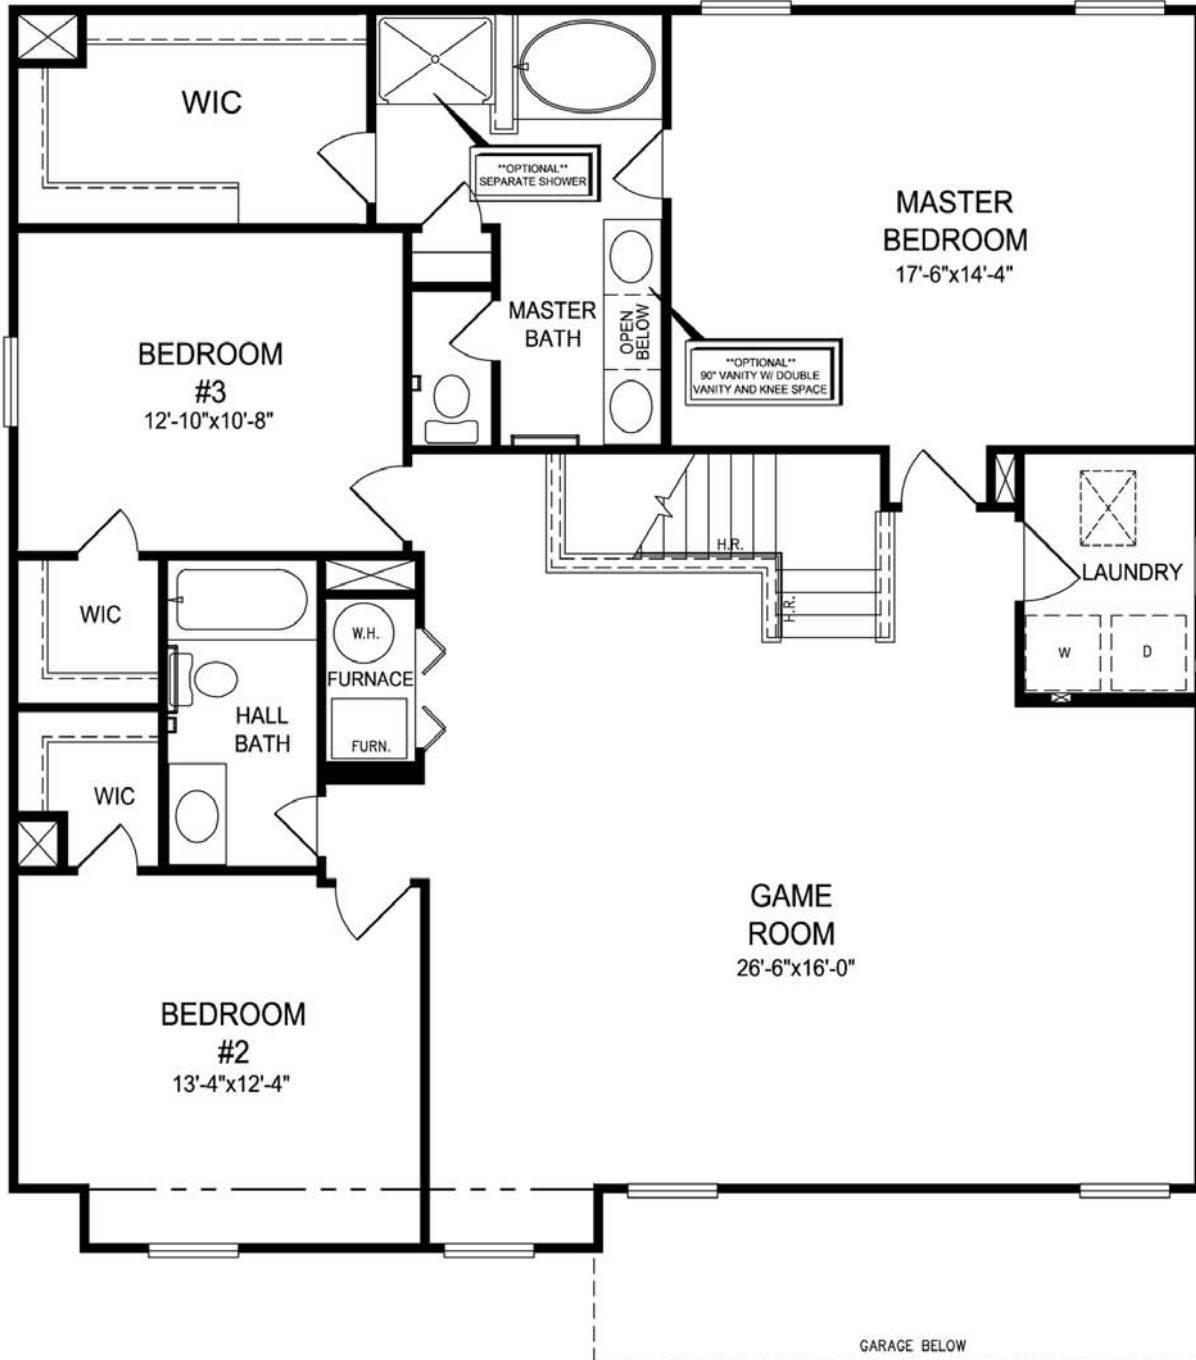 WIC
**OPTIONAL**
SEPARATE SHOWER
MASTER
BEDROOM
17'-6"x14'-4"
MASTER
BATH
OPEN
BELOW
**OPTIONAL**
90" VANITY W/ DOUBLE
VANITY AND KNEE SPACE
BEDROOM
#3
12'-10"x10'-8"
H.R.
H.R.
LAUNDRY
W
D
WIC
W.H.
FURNACE
FURN.
HALL
BATH
WIC
GAME
ROOM
26'-6"x16'-0"
BEDROOM
#2
13'-4"x12'-4"
GARAGE BELOW